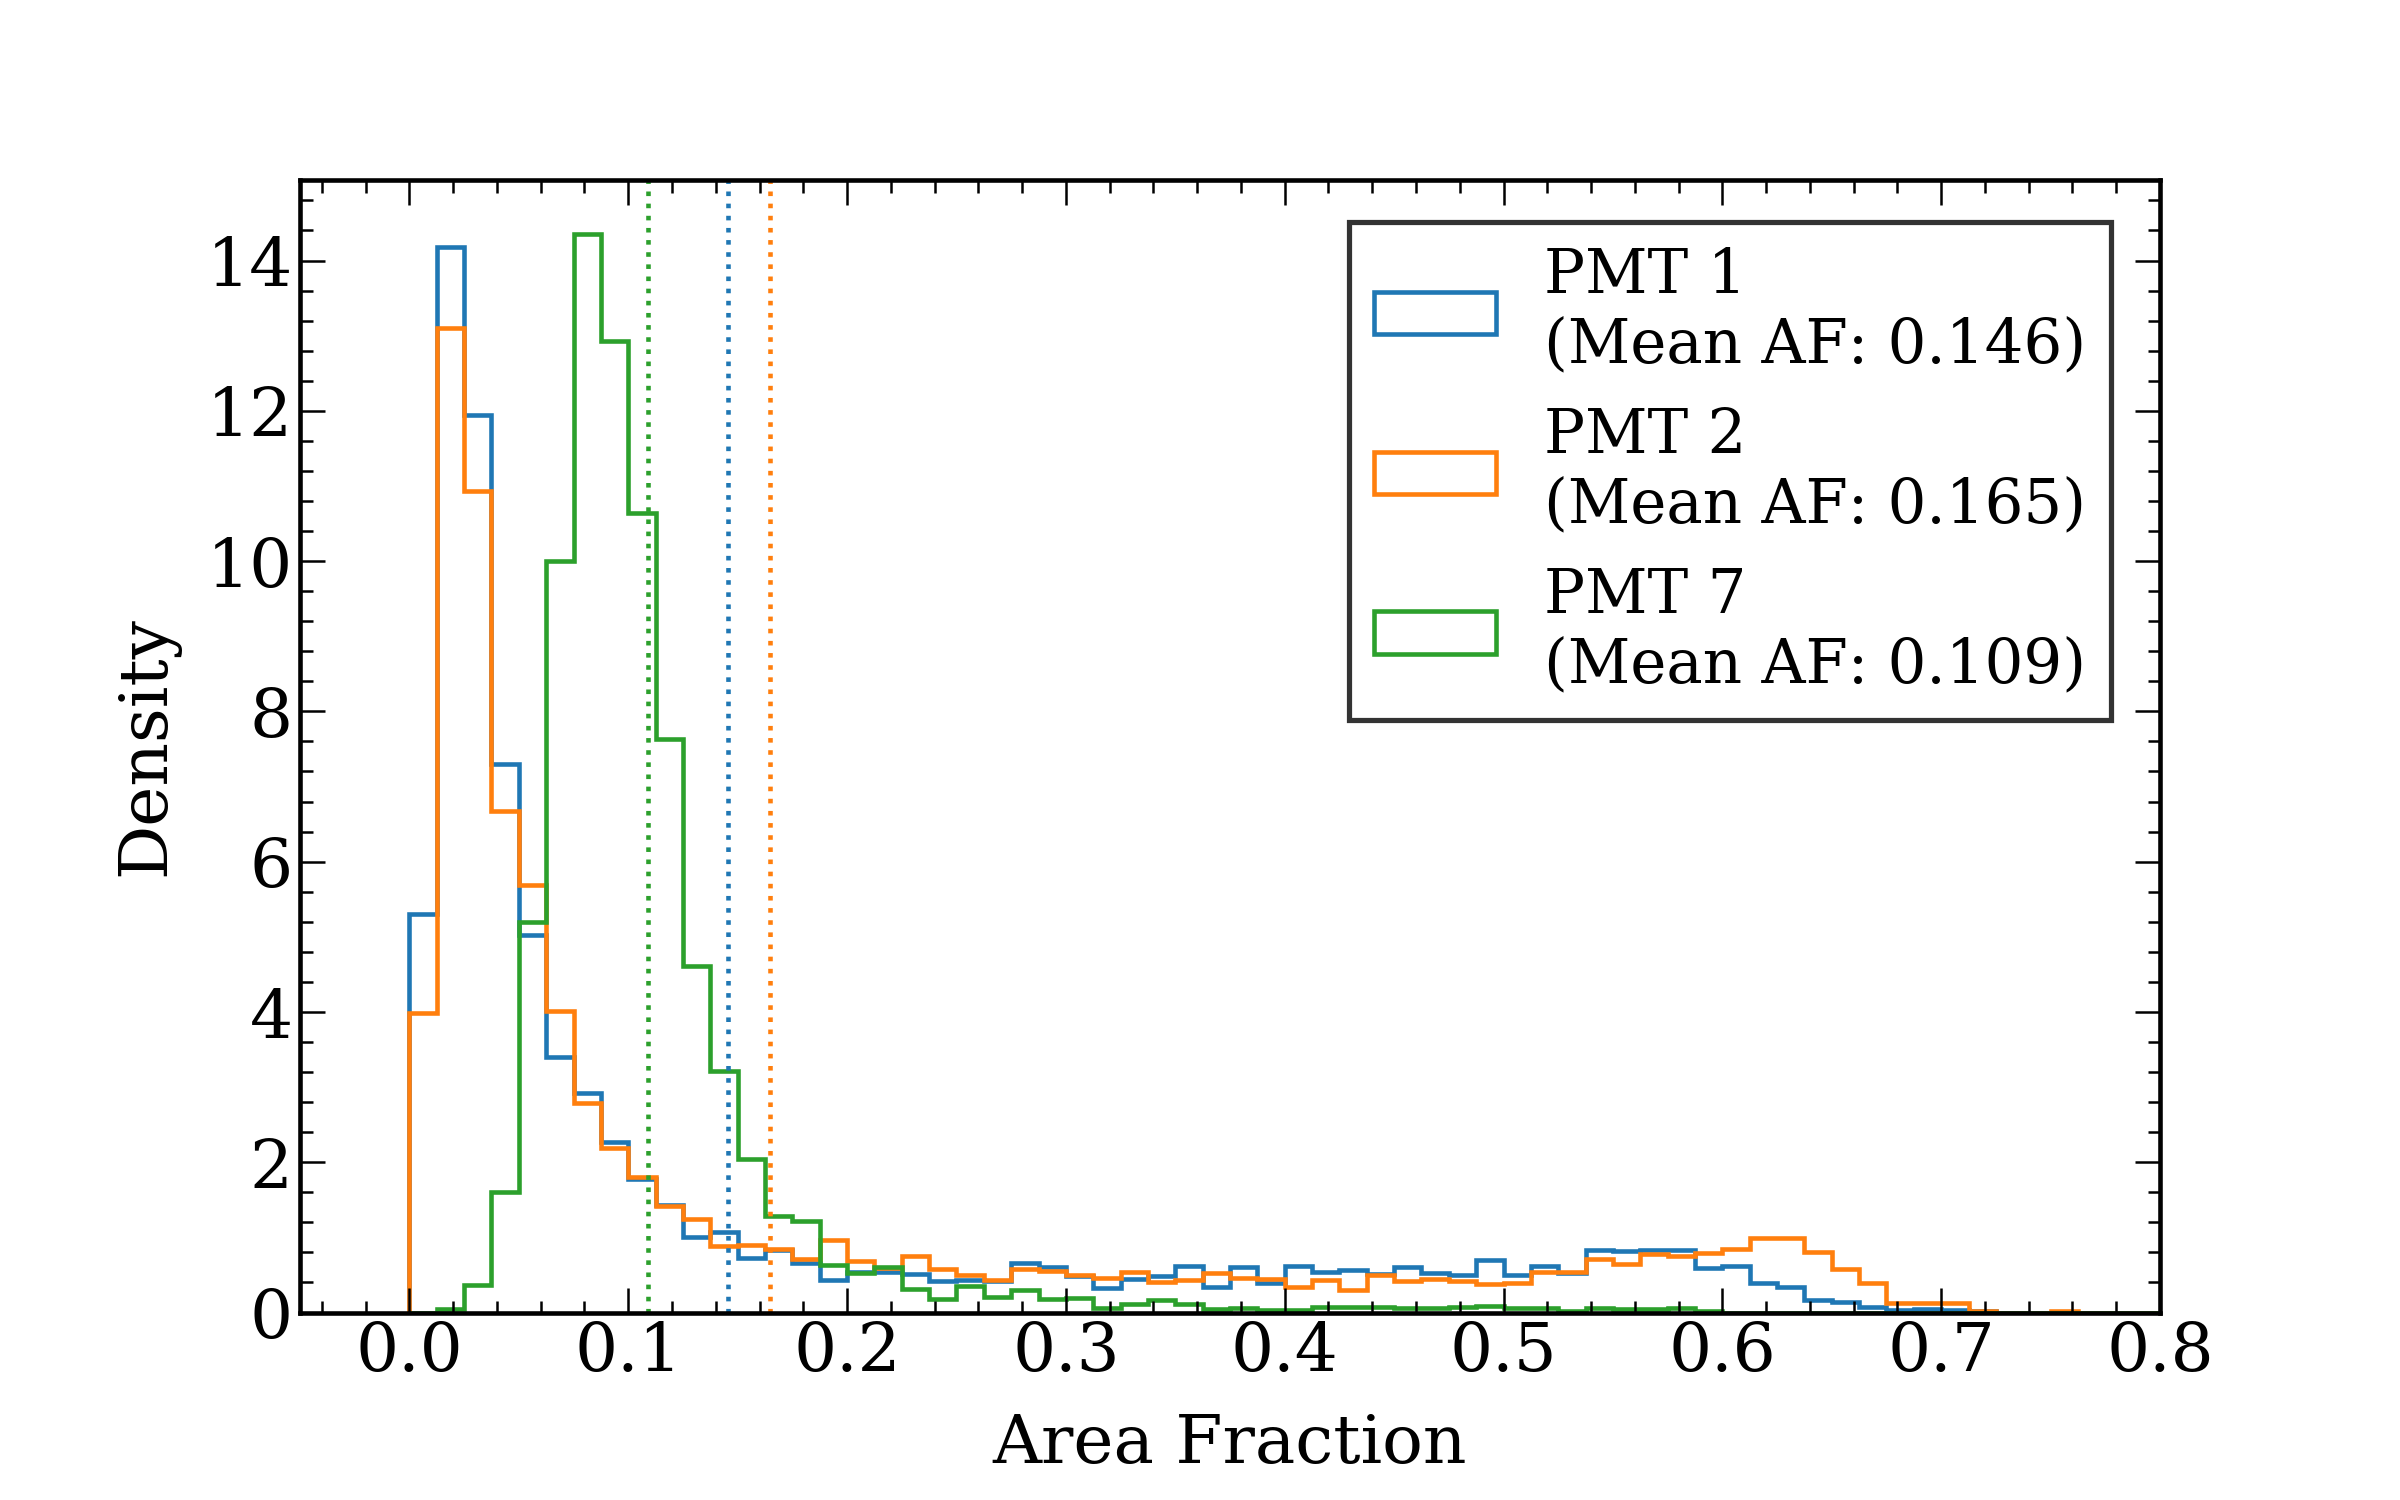 PMT 1
(Mean AF: 0.146)
PMT 2
(Mean AF: 0.165)
PMT 7
(Mean AF: 0.109)
14
12
10
8
6
4
2
0
Density
0.0 0.1 0.2 0.3 0.4 0.5 0.6 0.7 0.8
Area Fraction